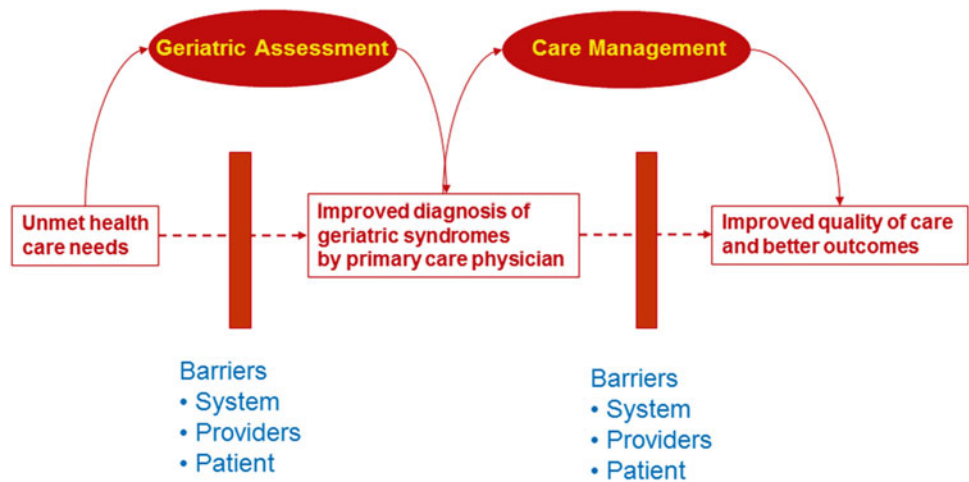 Geriatric Assessment
Care Management
Unmet health
care needs
Improved diagnosis of
geriatric syndromes
by primary care physician
Improved quality of care
and better outcomes
Barriers
• System
• Providers
• Patient
Barriers
• System
• Providers
• Patient